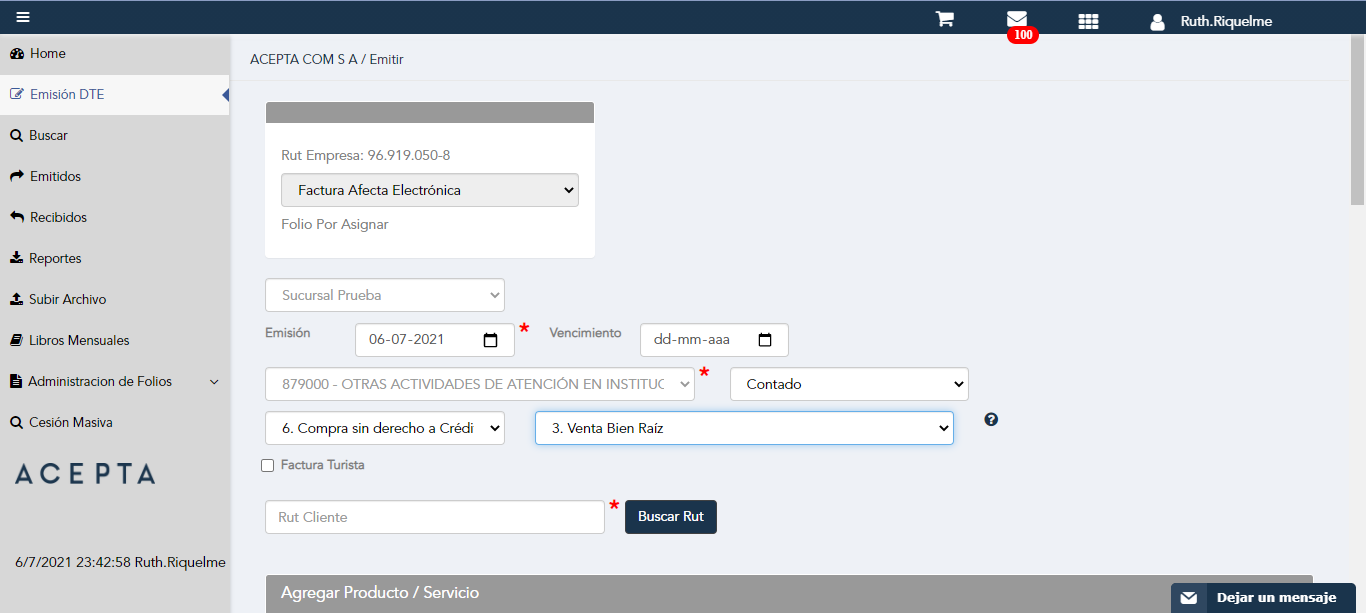 100
Ruth.Riquelme
Home
Emisión DTE
Buscar
Emitidos
Recibidos
Reportes
Subir Archivo
Libros Mensuales
Administracion de Folios
Cesión Masiva
ACEPTA
6/7/2021 23:42:58 Ruth.Riquelme
ACEPTA COM S A / Emitir
Rut Empresa: 96.919.050-8
Factura Afecta Electrónica
Folio Por Asignar
Sucursal Prueba
Emisión 06-07-2021 * Vencimiento dd-mm-aaa
879000 - OTRAS ACTIVIDADES DE ATENCIÓN EN INSTITUC * Contado
6. Compra sin derecho a Crédi 3. Venta Bien Raíz ?
Factura Turista
Rut Cliente * Buscar Rut
Agregar Producto / Servicio
Dejar un mensaje